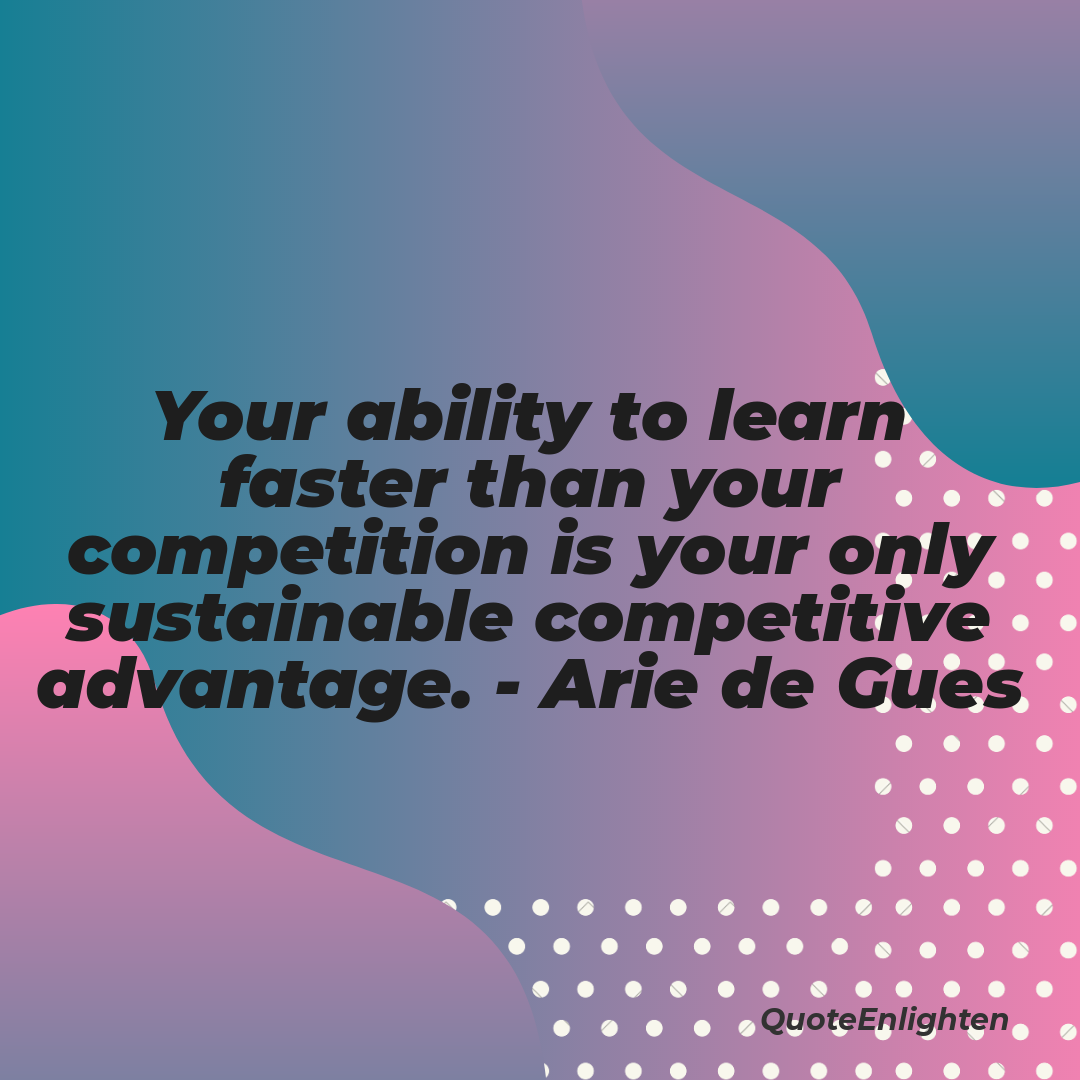 Your ability to learn
faster than your
competition is your only
sustainable competitive
advantage. - Arie de Gues
QuoteEnlighten